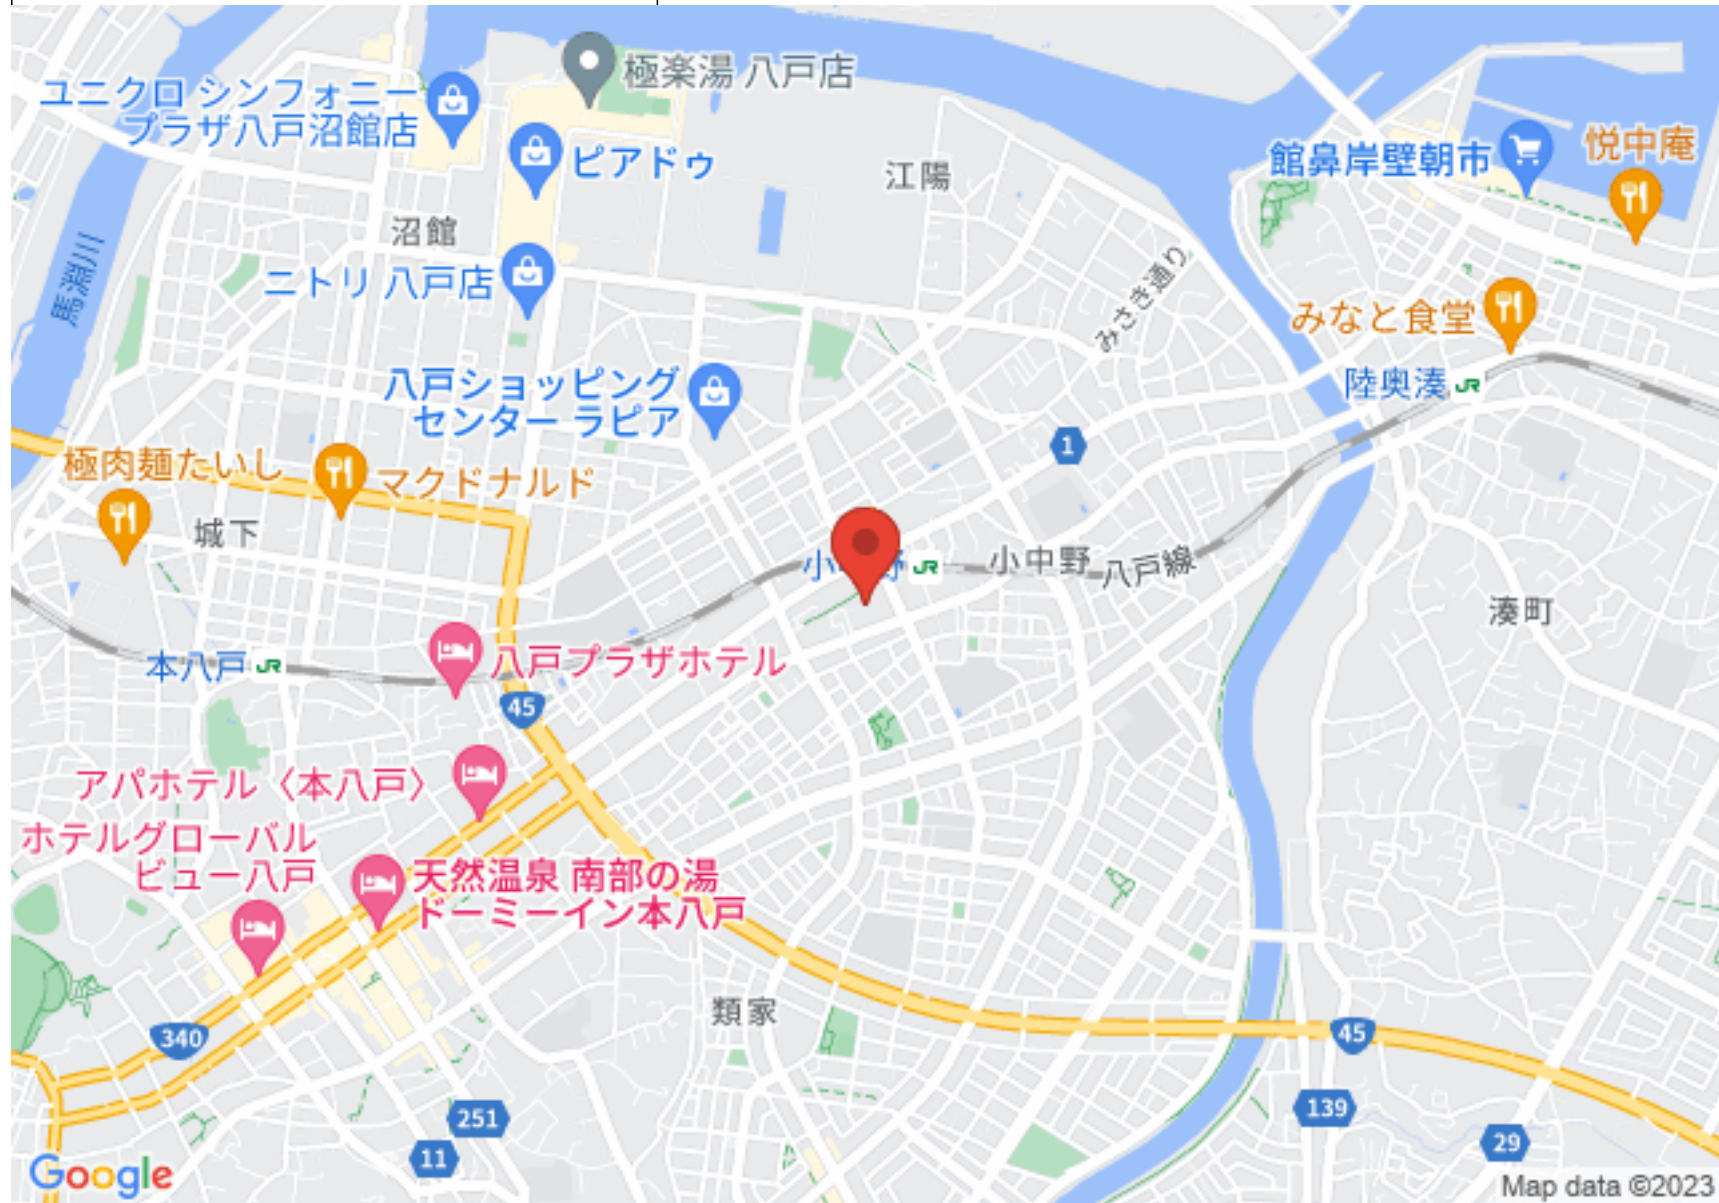 極楽湯 八戸店
ユニクロ シンフォニー
プラザ八戸沼館店
ピアドゥ
江陽
館鼻岸壁朝市
悦中庵
沼館
馬淵川
ニトリ 八戸店
みさき通り
みなと食堂
八戸ショッピング
センター ラピア
陸奥湊 JR
1
極肉麺たいし
マクドナルド
城下
小 野 JR
小中野
八戸線
湊町
本八戸 JR
八戸プラザホテル
45
アパホテル〈本八戸〉
ホテルグローバル
ビュー八戸
天然温泉 南部の湯
ドーミーイン本八戸
類家
340
45
251
139
11
29
Google
Map data ©2023